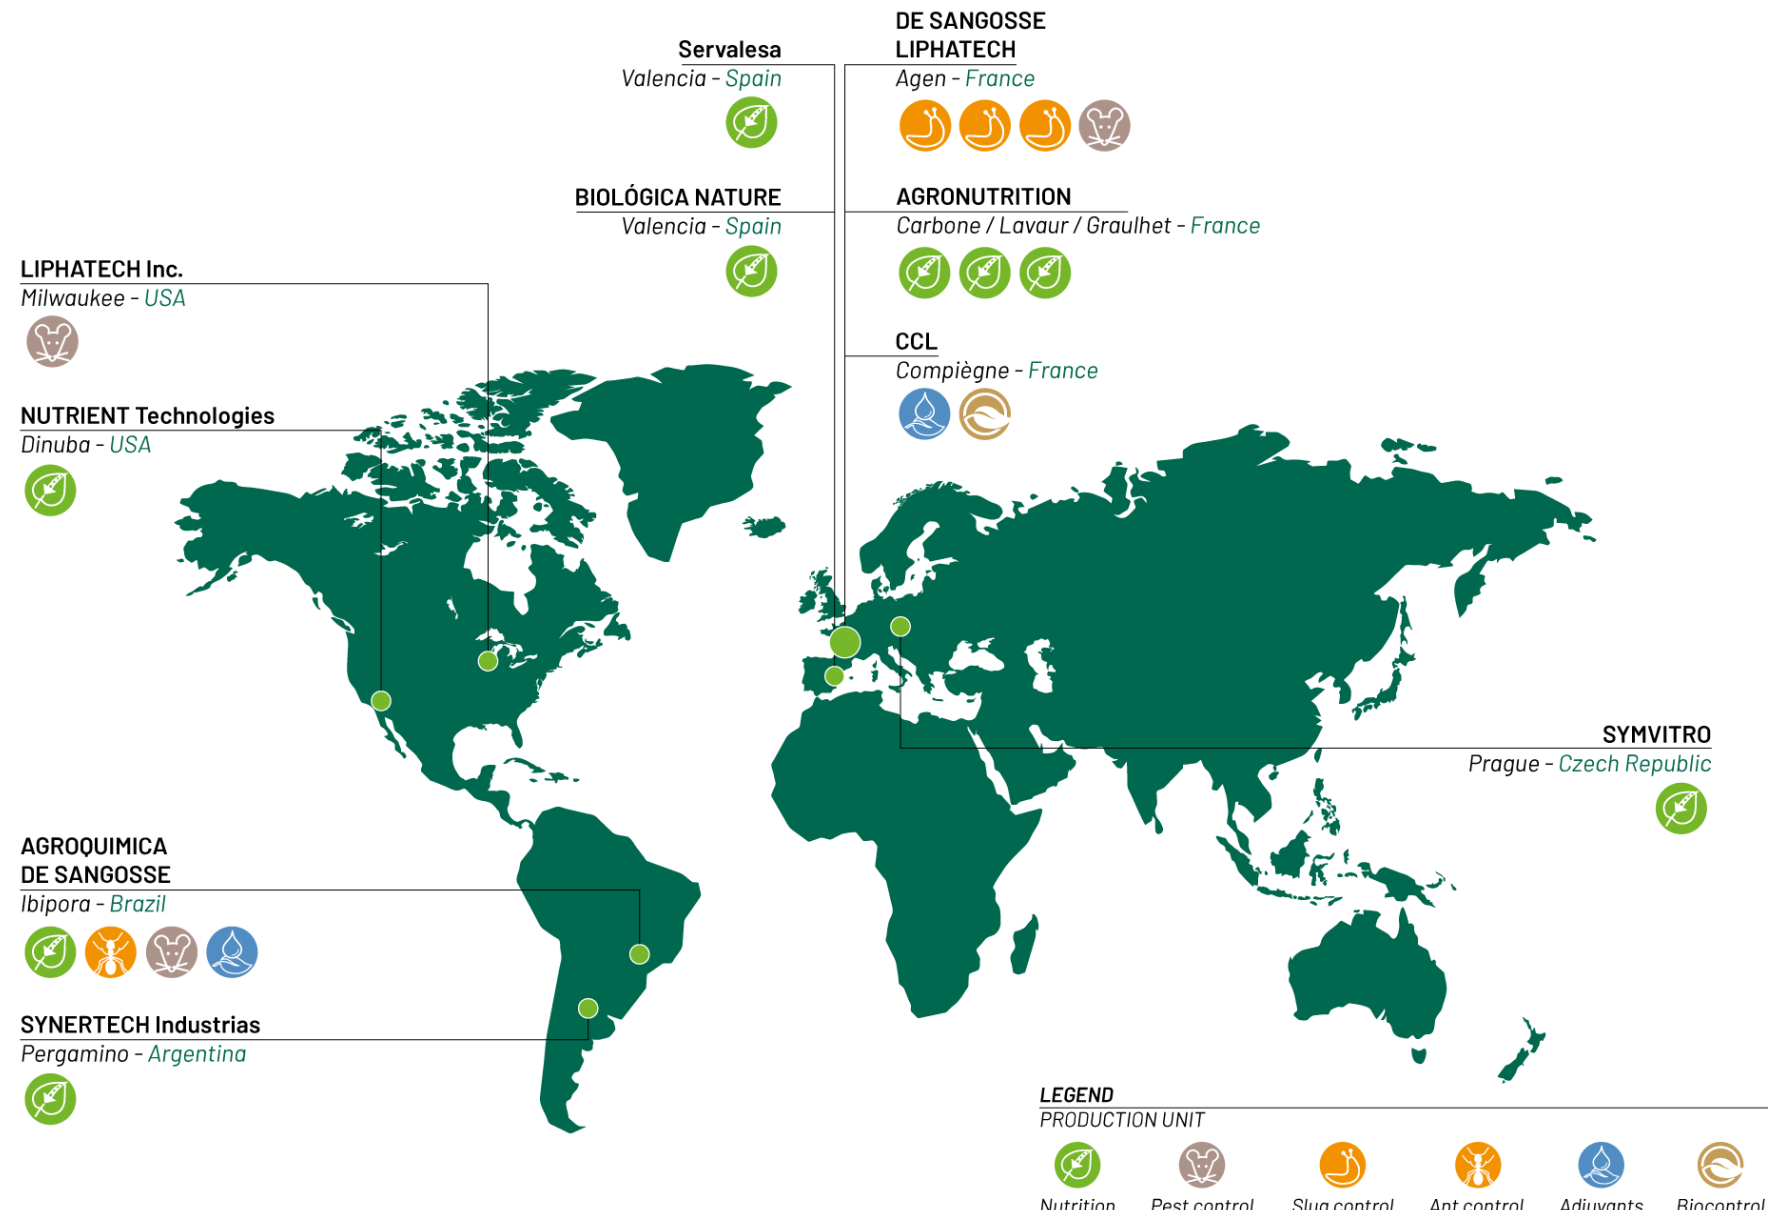 Servalesa
Valencia - Spain
DE SANGOSSE
LIPHATECH
Agen - France
BIOLÓGICA NATURE
Valencia - Spain
AGRONUTRITION
Carbone / Lavaur / Graulhet - France
LIPHATECH Inc.
Milwaukee - USA
CCL
Compiègne - France
NUTRIENT Technologies
Dinuba - USA
SYMVITRO
Prague - Czech Republic
AGROQUIMICA
DE SANGOSSE
Ibipora - Brazil
SYNERTECH Industrias
Pergamino - Argentina
LEGEND
PRODUCTION UNIT
Nutrition Pest control Slug control Ant control Adjuvants Biocontrol